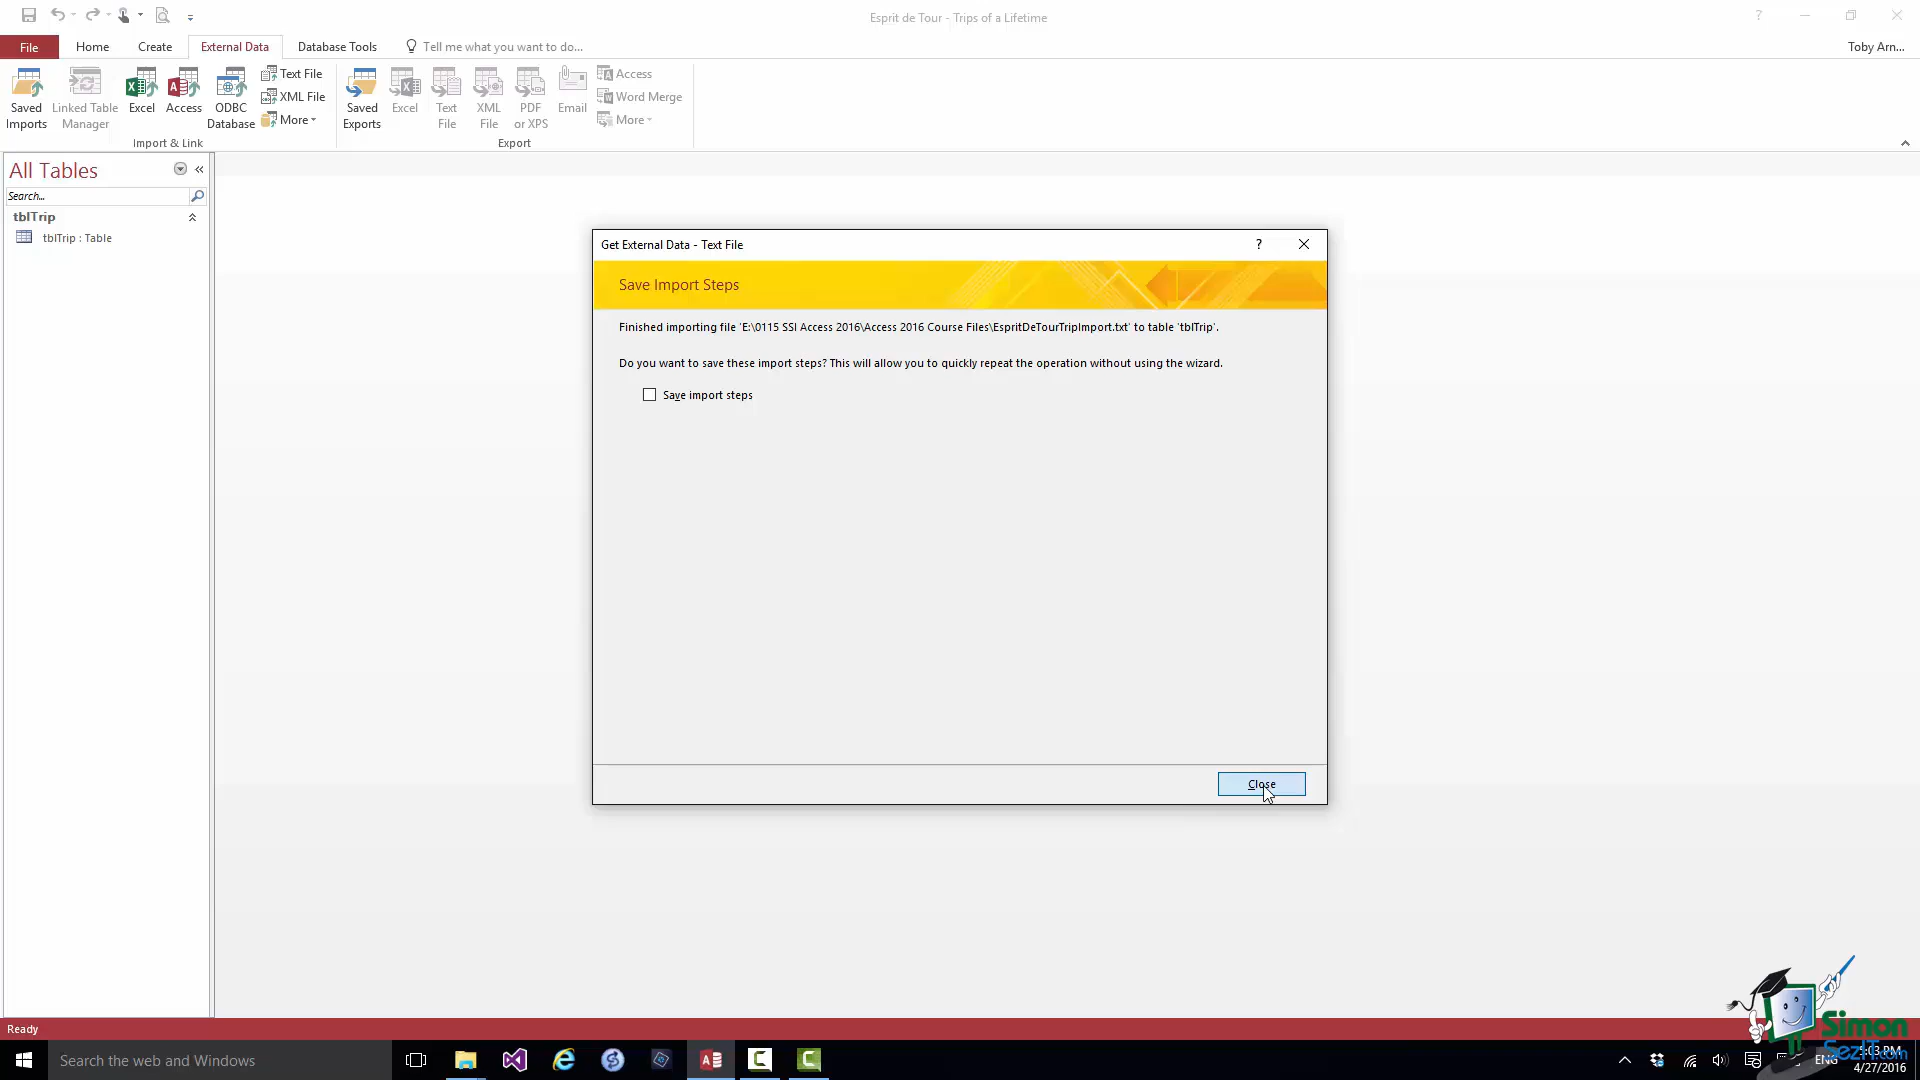 Esprit de Tour - Trips of a Lifetime
?
File
Home
Create
External Data
Database Tools
Tell me what you want to do...
Toby Arn...
Saved Imports
Linked Table Manager
Excel
Access
ODBC Database
Text File
XML File
More
Saved Exports
Excel
Text File
XML File
PDF or XPS
Email
Access
Word Merge
More
Import & Link
Export
All Tables
Search...
tblTrip
tblTrip : Table
Get External Data - Text File
?
Save Import Steps
Finished importing file 'E:\0115 SSI Access 2016\Access 2016 Course Files\EspritDeTourTripImport.txt' to table 'tblTrip'.
Do you want to save these import steps? This will allow you to quickly repeat the operation without using the wizard.
Save import steps
Close
Ready
Search the web and Windows
ENG
4/27/2016
Simon
SezIT.com